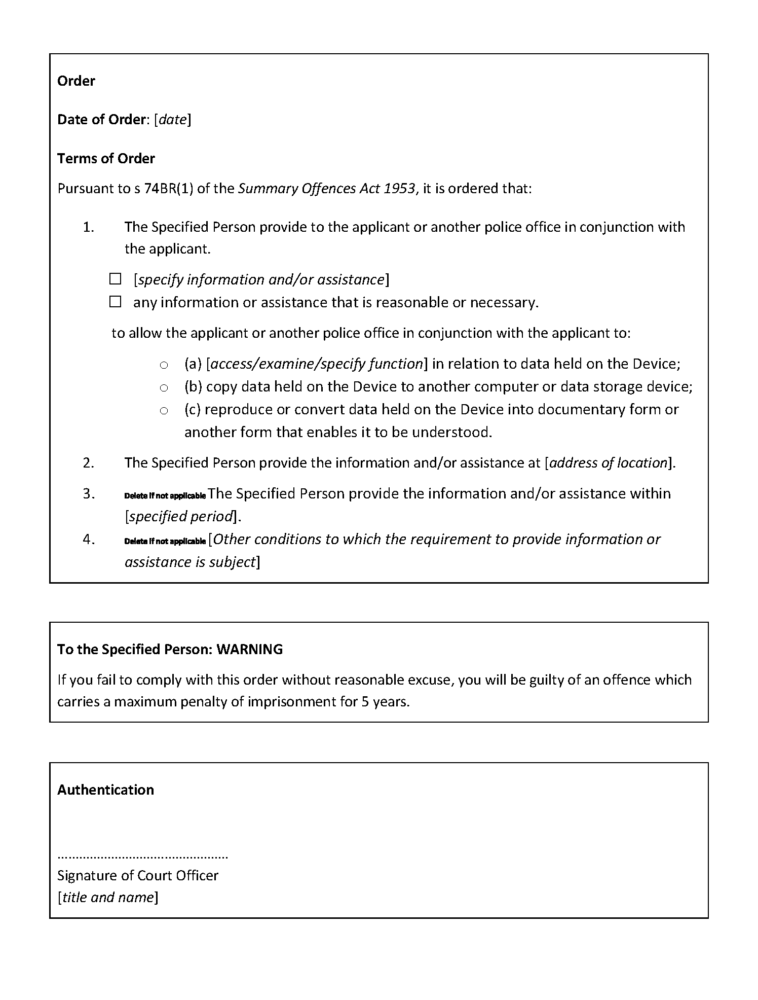 Order
Date of Order: [date]
Terms of Order
Pursuant to s 74BR(1) of the Summary Offences Act 1953, it is ordered that:
1. The Specified Person provide to the applicant or another police office in conjunction with
the applicant.
☐ [specify information and/or assistance]
☐ any information or assistance that is reasonable or necessary.
to allow the applicant or another police office in conjunction with the applicant to:
○ (a) [access/examine/specify function] in relation to data held on the Device;
○ (b) copy data held on the Device to another computer or data storage device;
○ (c) reproduce or convert data held on the Device into documentary form or
another form that enables it to be understood.
2. The Specified Person provide the information and/or assistance at [address of location].
3. Delete if not applicable The Specified Person provide the information and/or assistance within
[specified period].
4. Delete if not applicable [Other conditions to which the requirement to provide information or
assistance is subject]
To the Specified Person: WARNING
If you fail to comply with this order without reasonable excuse, you will be guilty of an offence which
carries a maximum penalty of imprisonment for 5 years.
Authentication
................................................
Signature of Court Officer
[title and name]